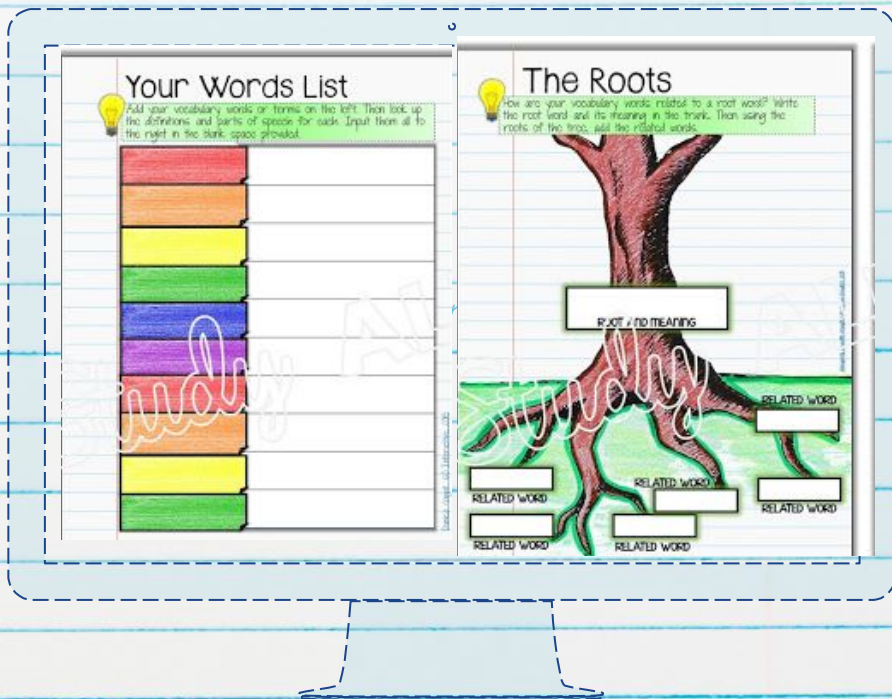 Your Words List
Add your vocabulary words or terms on the left. Then look up
the definitions and parts of speech for each. Input them all to
the right in the blank space provided.
The Roots
How are your vocabulary words related to a root word? Write
the root word and its meaning in the trunk. Then using the
roots of the tree, add the related words.
ROOT AND MEANING
RELATED WORD
RELATED WORD
RELATED WORD
RELATED WORD
RELATED WORD
RELATED WORD
Study
Study